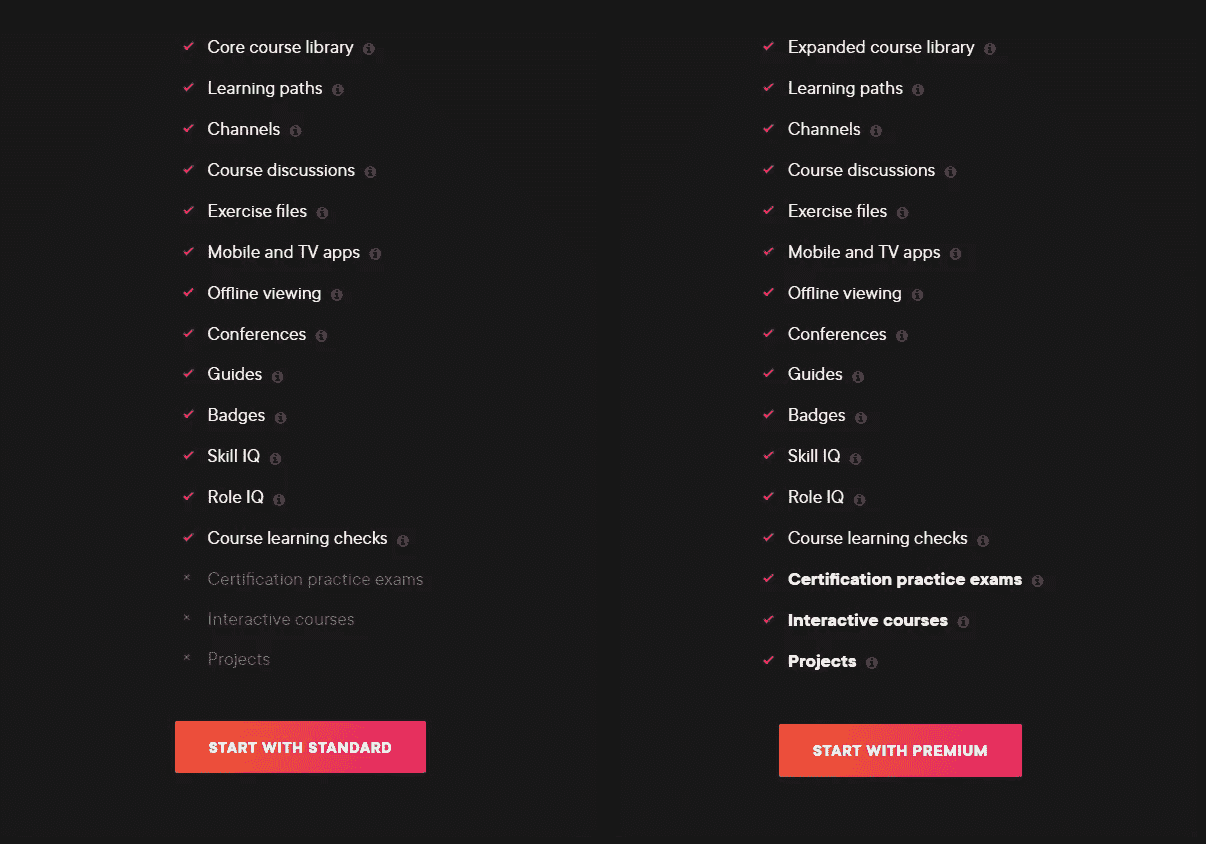 Core course library
Learning paths
Channels
Course discussions
Exercise files
Mobile and TV apps
Offline viewing
Conferences
Guides
Badges
Skill IQ
Role IQ
Course learning checks
Certification practice exams
Interactive courses
Projects
START WITH STANDARD
Expanded course library
Learning paths
Channels
Course discussions
Exercise files
Mobile and TV apps
Offline viewing
Conferences
Guides
Badges
Skill IQ
Role IQ
Course learning checks
Certification practice exams
Interactive courses
Projects
START WITH PREMIUM